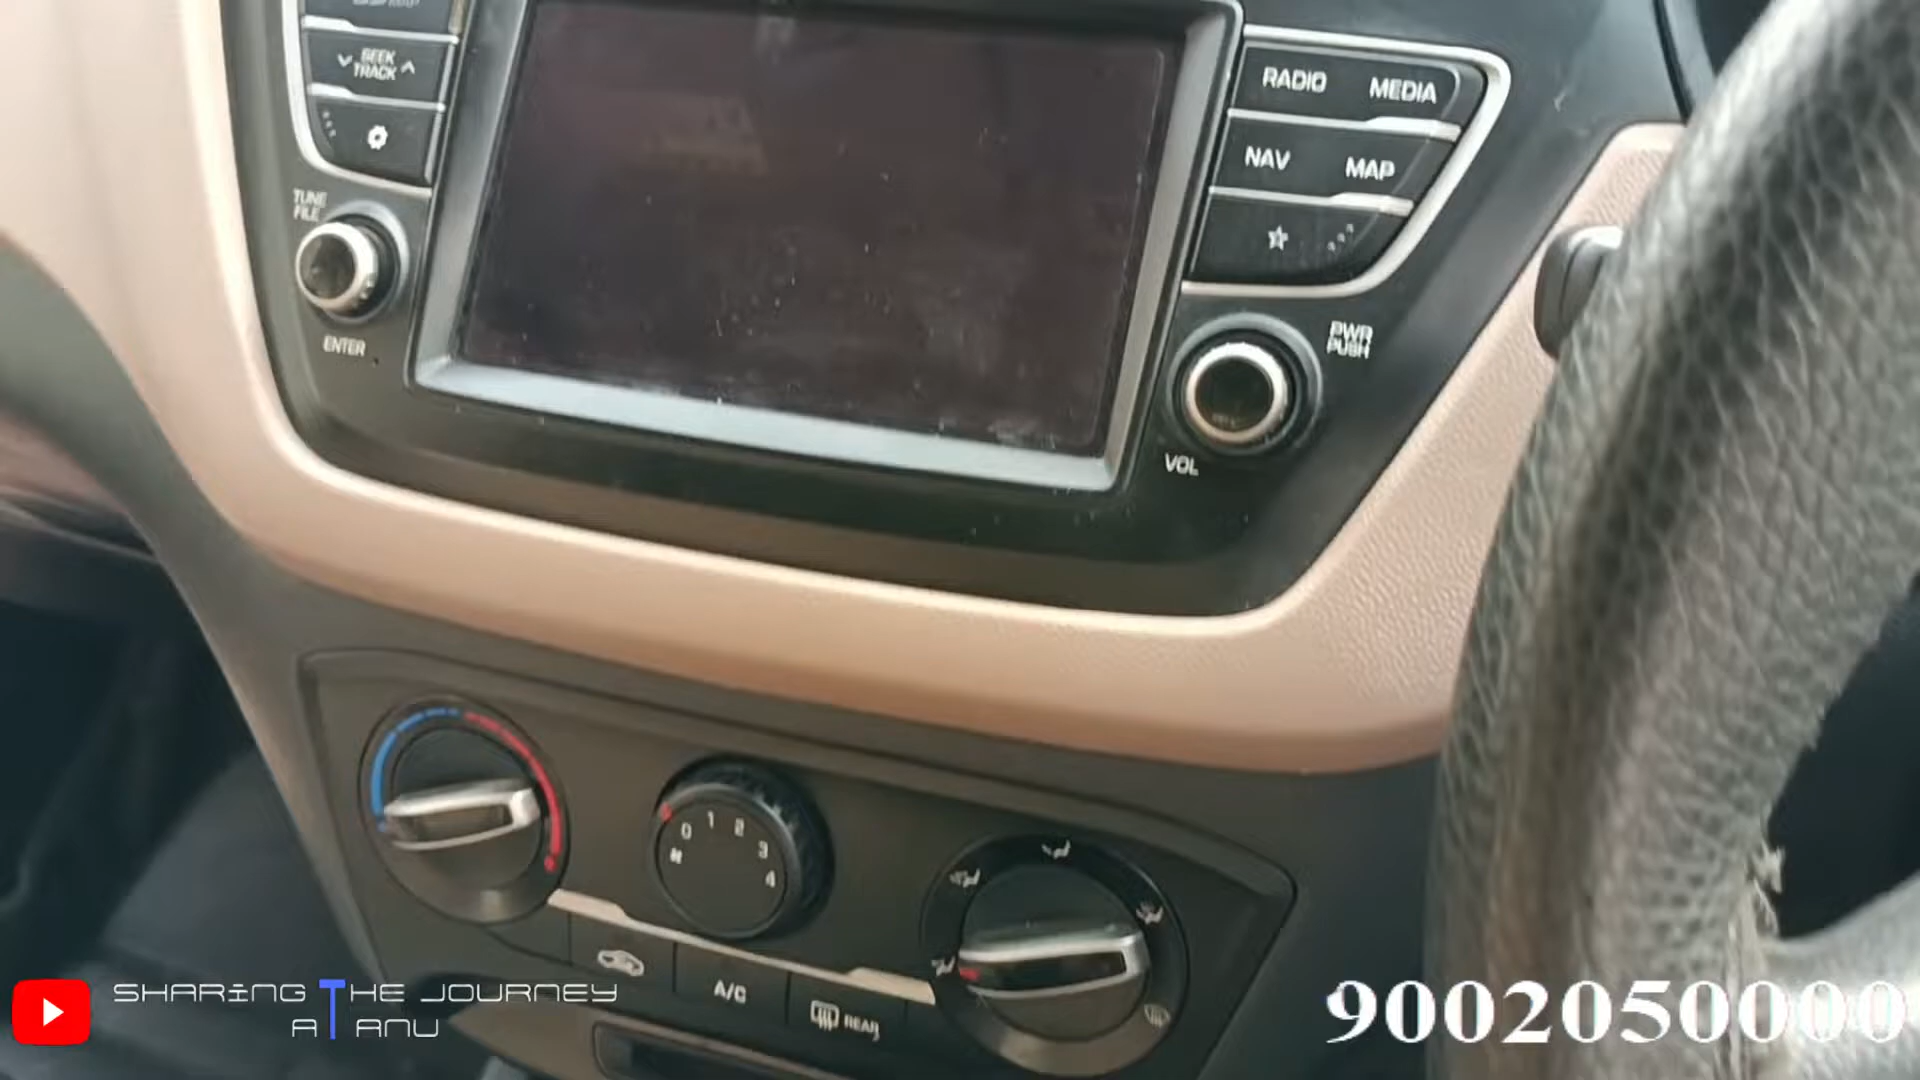 SEEK
TRACK
RADIO MEDIA
NAV MAP
TUNE
FILE
ENTER
PWR
PUSH
VOL
0 1 2 3 4
A/C
REAR
SHARING THE JOURNEY
ATANU
9002050000